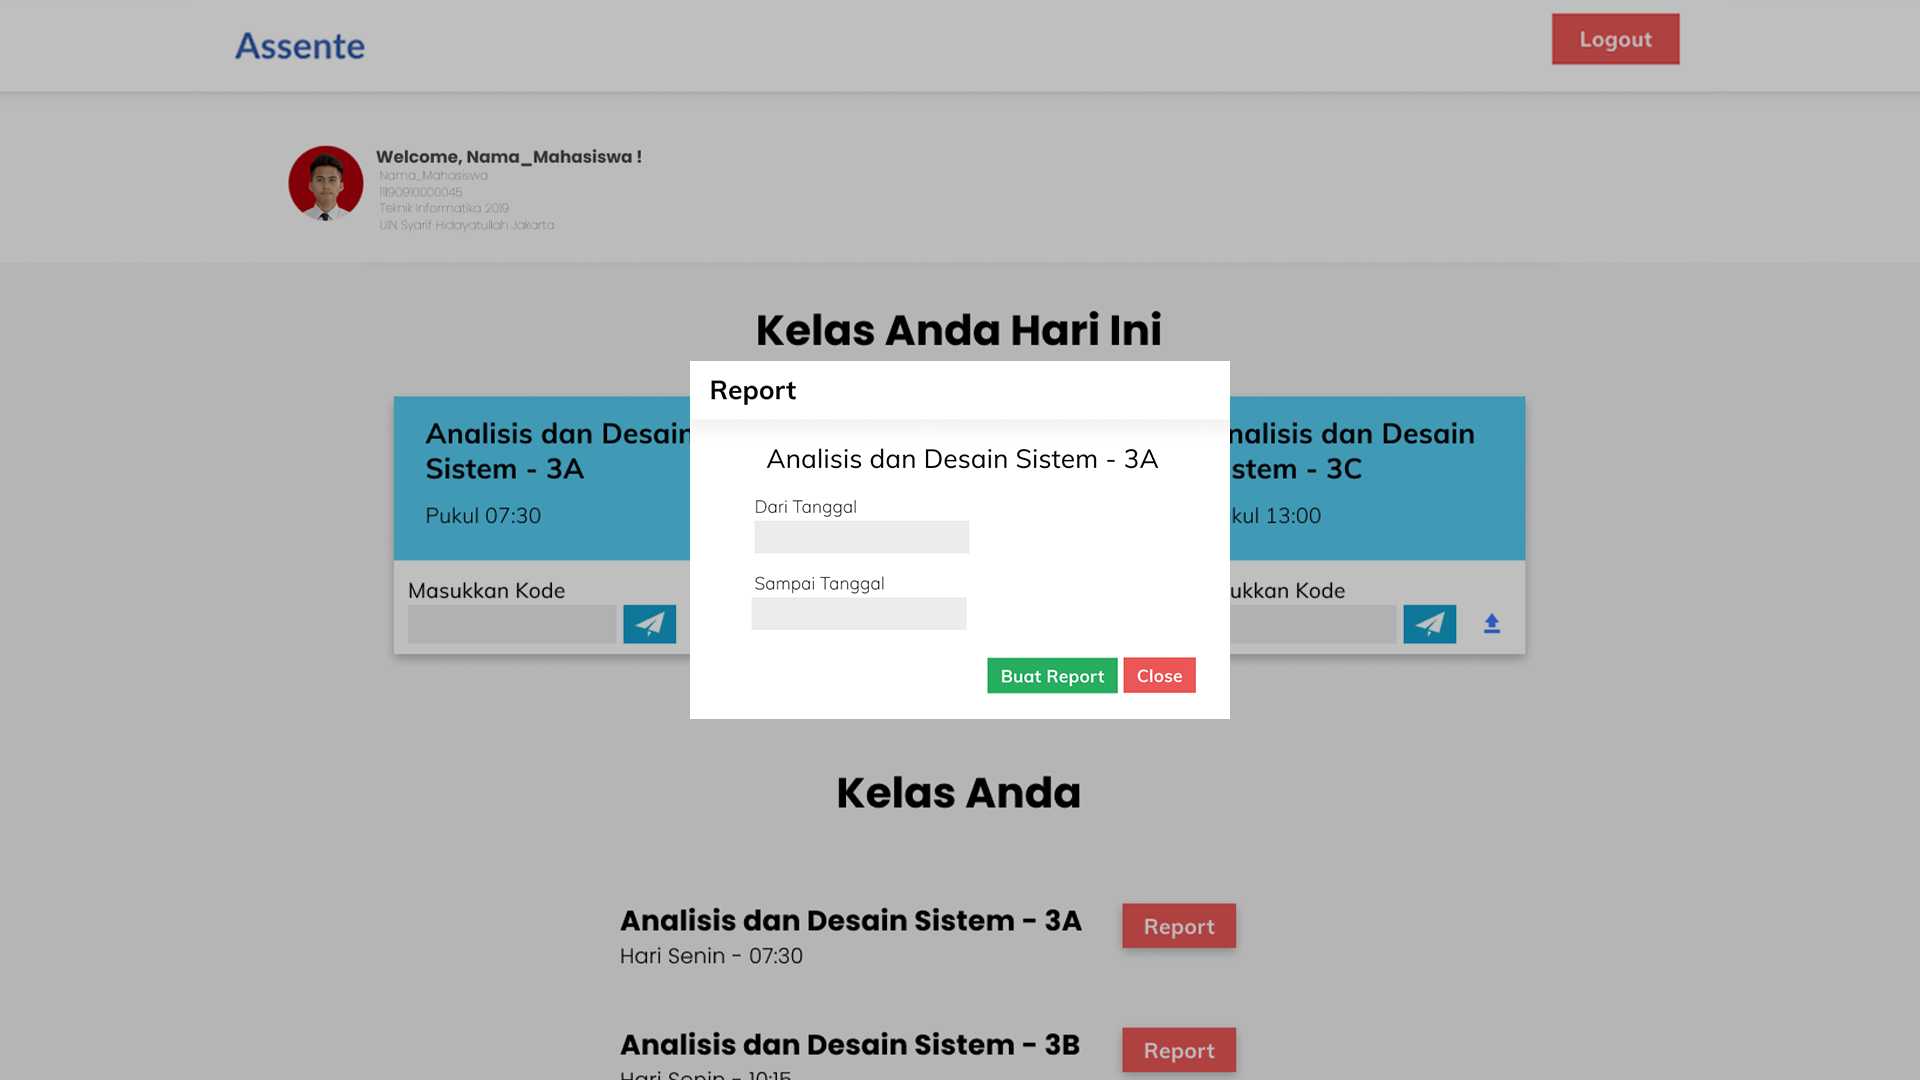 Assente
Logout
Welcome, Nama_Mahasiswa !
Nama_Mahasiswa
11190910000045
Teknik Informatika 2019
UIN Syarif Hidayatullah Jakarta
Kelas Anda Hari Ini
Analisis dan Desain
Sistem - 3A
Pukul 07:30
Masukkan Kode
Report
Analisis dan Desain Sistem - 3A
Dari Tanggal
Sampai Tanggal
Buat Report
Close
nalisis dan Desain
stem - 3C
kul 13:00
ukkan Kode
Kelas Anda
Analisis dan Desain Sistem - 3A
Hari Senin - 07:30
Report
Analisis dan Desain Sistem - 3B
Hari Senin - 10:15
Report